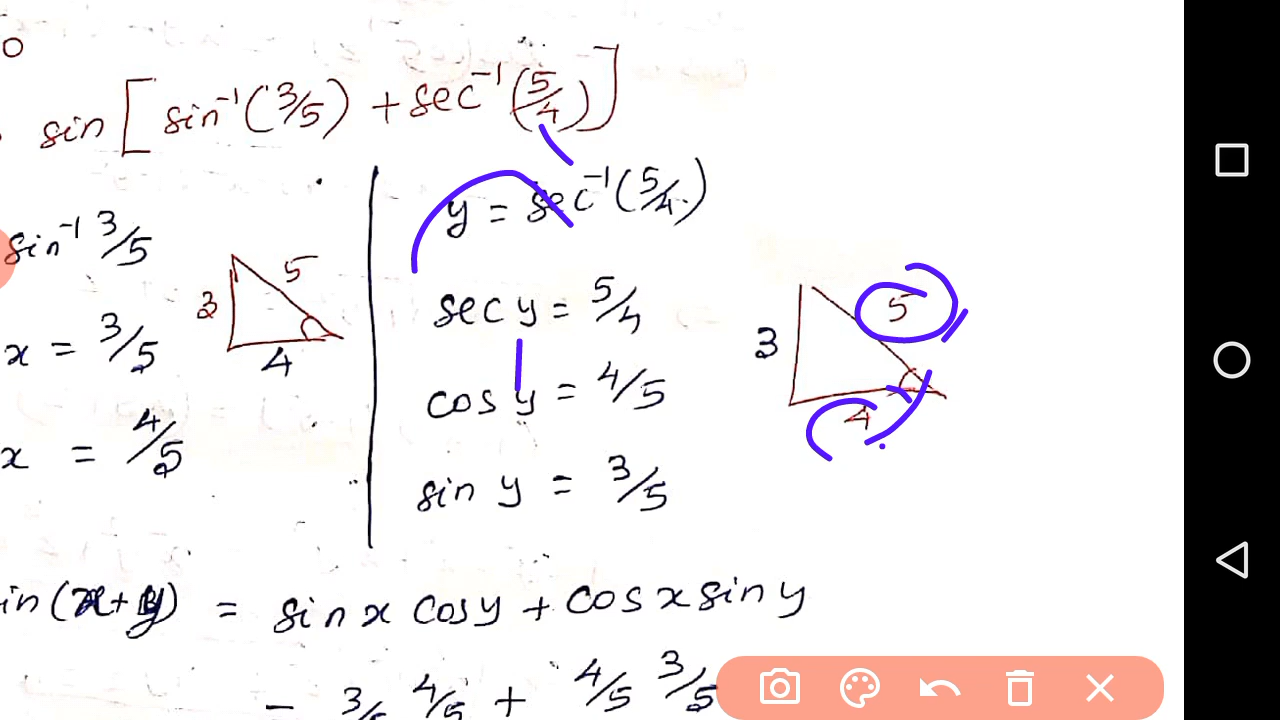 0
sin [ sin⁻¹(3/5) + sec⁻¹(5/4) ]
sin⁻¹ 3/5
x = 3/5
x = 4/5
3
5
4
y = sec⁻¹(5/4)
sec y = 5/4
cos y = 4/5
sin y = 3/5
3
5
4
in(x+y) = sin x cos y + cos x sin y
3/5 4/5 + 4/5 3/5